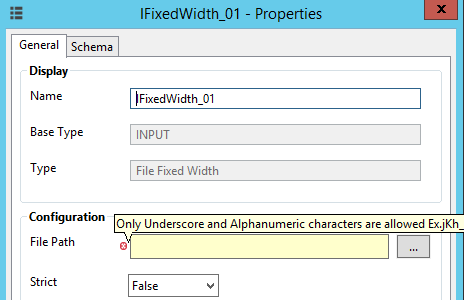 IFixedWidth_01 - Properties
x
General Schema
Display
Name IFixedWidth_01
Base Type INPUT
Type File Fixed Width
Configuration
Only Underscore and Alphanumeric characters are allowed Ex.jKh_
File Path ...
Strict False